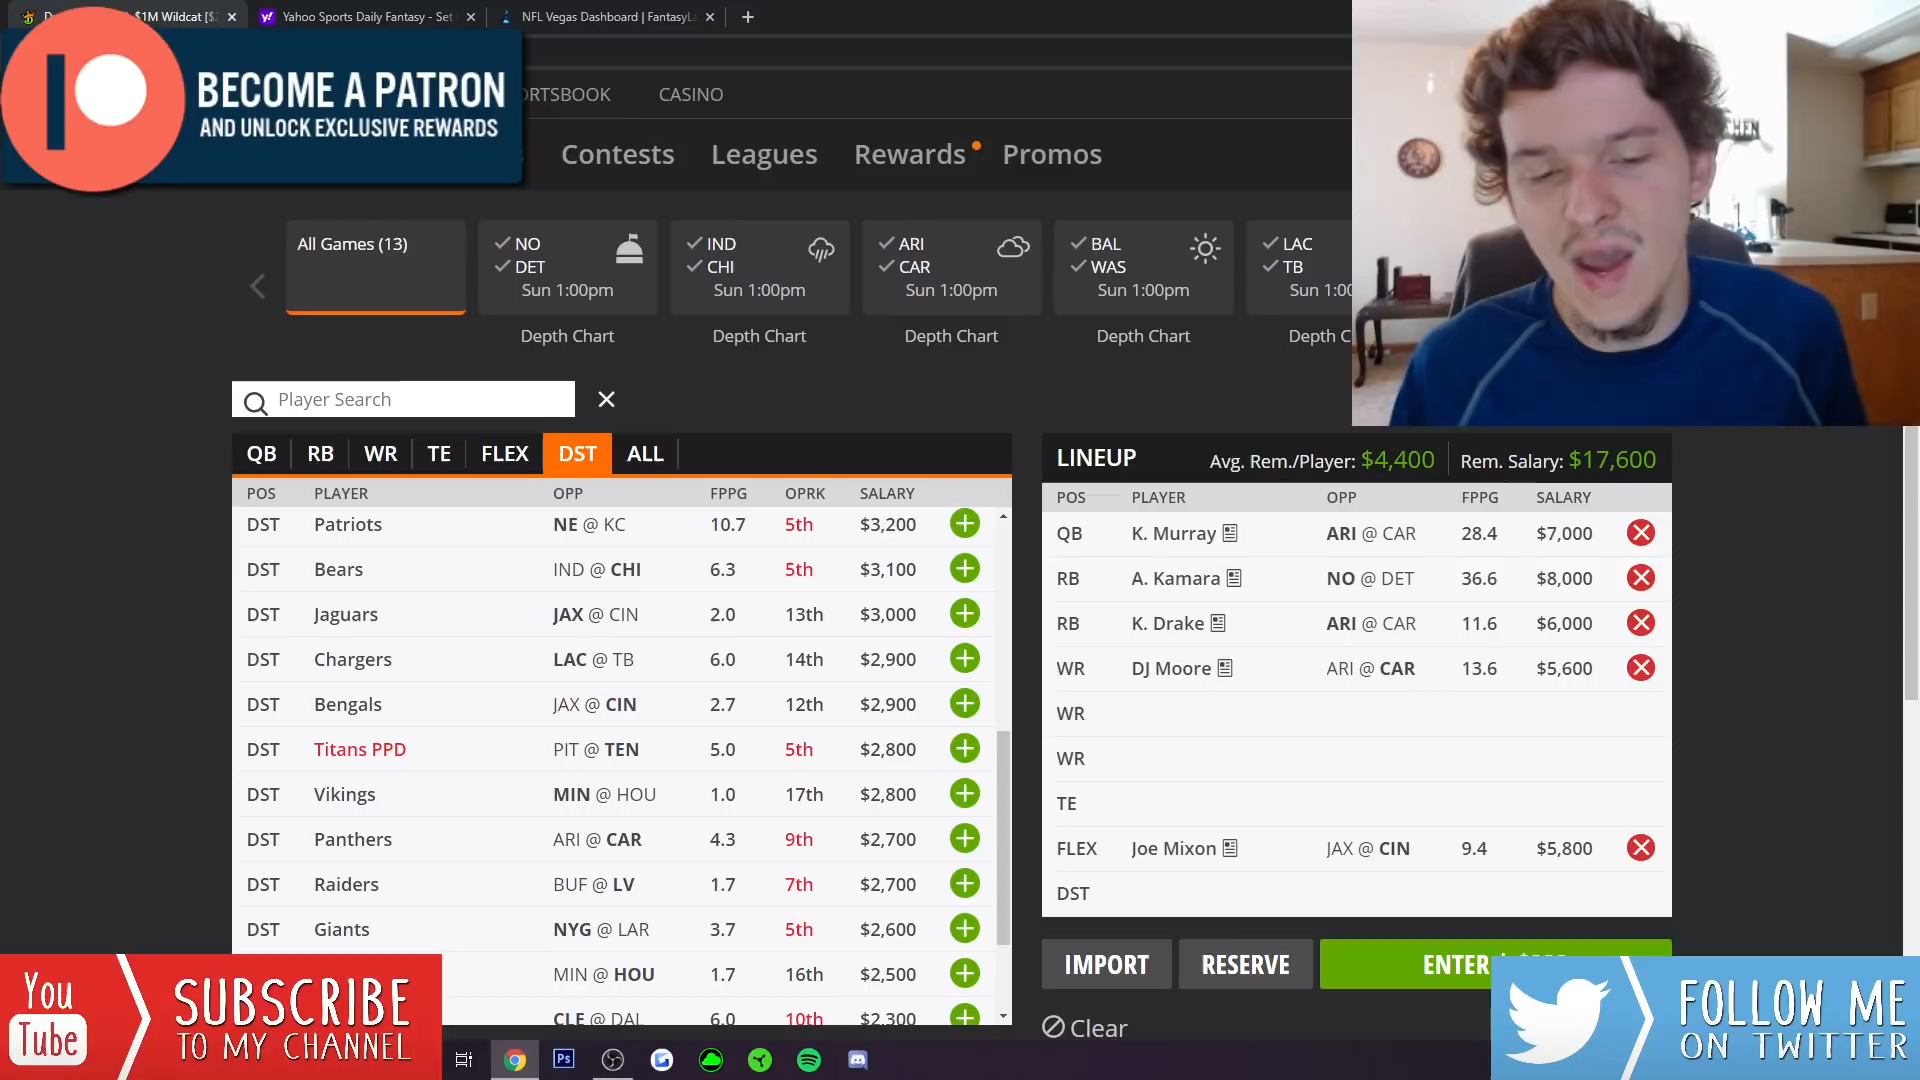 $1M Wildcat [$
Yahoo Sports Daily Fantasy - Set
NFL Vegas Dashboard | FantasyLa
BECOME A PATRON
AND UNLOCK EXCLUSIVE REWARDS
ORTSBOOK CASINO
Contests Leagues Rewards Promos
All Games (13)
NO
DET
Sun 1:00pm
Depth Chart
IND
CHI
Sun 1:00pm
Depth Chart
ARI
CAR
Sun 1:00pm
Depth Chart
BAL
WAS
Sun 1:00pm
Depth Chart
LAC
TB
Sun 1:00
Depth C
Player Search
QB RB WR TE FLEX DST ALL
POS PLAYER OPP FPPG OPRK SALARY
DST Patriots NE @ KC 10.7 5th $3,200
DST Bears IND @ CHI 6.3 5th $3,100
DST Jaguars JAX @ CIN 2.0 13th $3,000
DST Chargers LAC @ TB 6.0 14th $2,900
DST Bengals JAX @ CIN 2.7 12th $2,900
DST Titans PPD PIT @ TEN 5.0 5th $2,800
DST Vikings MIN @ HOU 1.0 17th $2,800
DST Panthers ARI @ CAR 4.3 9th $2,700
DST Raiders BUF @ LV 1.7 7th $2,700
DST Giants NYG @ LAR 3.7 5th $2,600
MIN @ HOU 1.7 16th $2,500
CLE @ DAL 6.0 10th $2,300
LINEUP Avg. Rem./Player: $4,400 Rem. Salary: $17,600
POS PLAYER OPP FPPG SALARY
QB K. Murray ARI @ CAR 28.4 $7,000
RB A. Kamara NO @ DET 36.6 $8,000
RB K. Drake ARI @ CAR 11.6 $6,000
WR DJ Moore ARI @ CAR 13.6 $5,600
WR
WR
TE
FLEX Joe Mixon JAX @ CIN 9.4 $5,800
DST
IMPORT RESERVE ENTER
Clear
You
Tube
SUBSCRIBE
TO MY CHANNEL
Ps
FOLLOW ME
ON TWITTER